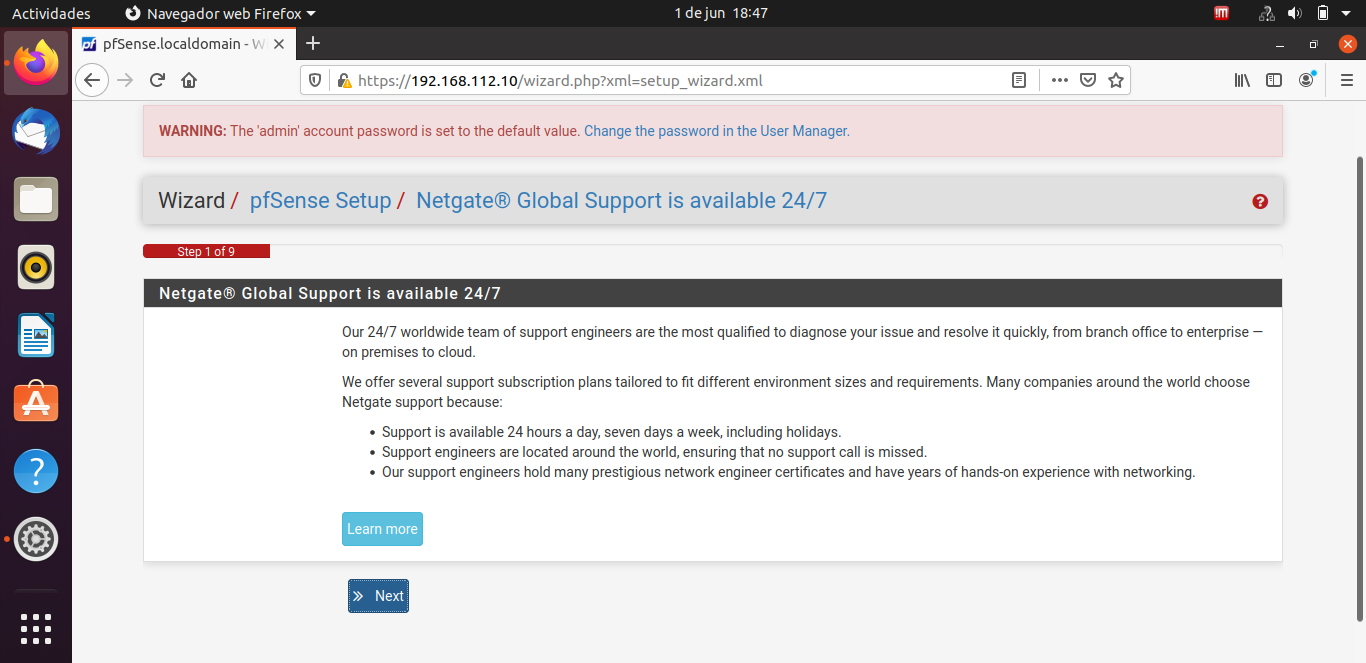 Actividades
Navegador web Firefox
1 de jun 18:47
pfSense.localdomain - W
https://192.168.112.10/wizard.php?xml=setup_wizard.xml
WARNING: The 'admin' account password is set to the default value. Change the password in the User Manager.
Wizard / pfSense Setup / Netgate® Global Support is available 24/7
Step 1 of 9
Netgate® Global Support is available 24/7
Our 24/7 worldwide team of support engineers are the most qualified to diagnose your issue and resolve it quickly, from branch office to enterprise —
on premises to cloud.
We offer several support subscription plans tailored to fit different environment sizes and requirements. Many companies around the world choose
Netgate support because:
• Support is available 24 hours a day, seven days a week, including holidays.
• Support engineers are located around the world, ensuring that no support call is missed.
• Our support engineers hold many prestigious network engineer certificates and have years of hands-on experience with networking.
Learn more
Next